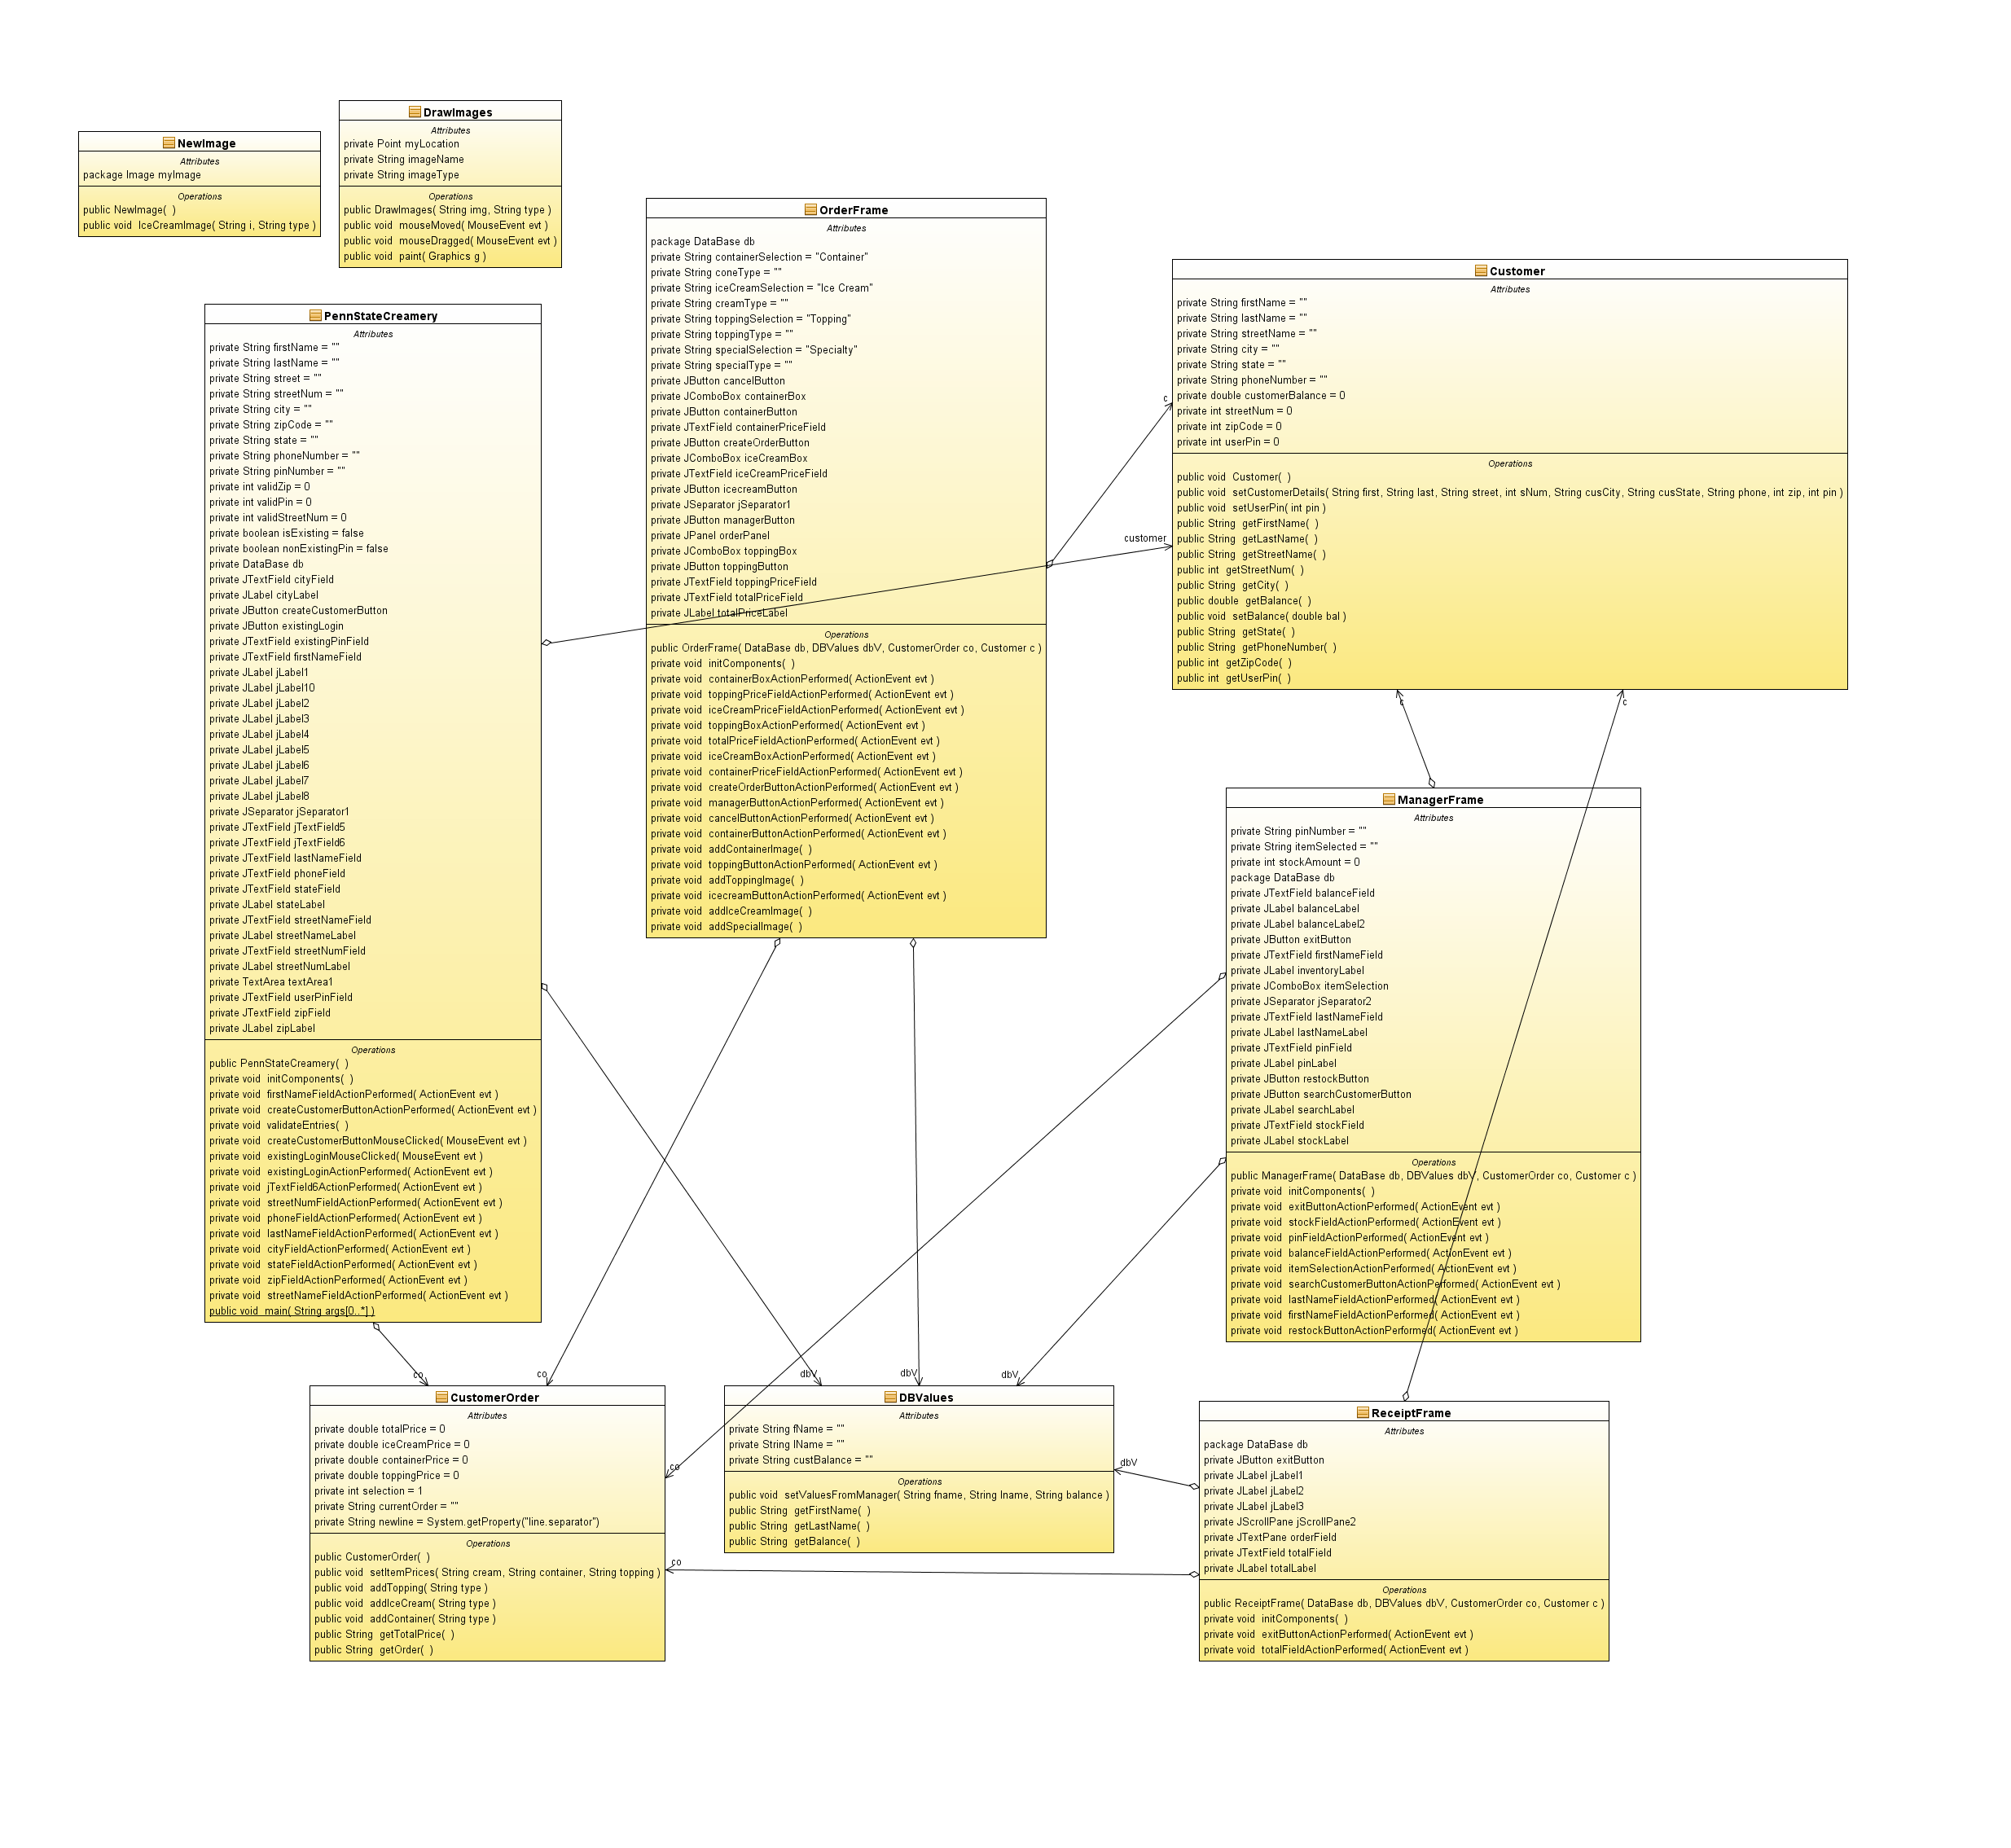 NewImage
Attributes
package Image myImage
Operations
public NewImage(  )
public void  IceCreamImage( String i, String type )
DrawImages
Attributes
private Point myLocation
private String imageName
private String imageType
Operations
public DrawImages( String img, String type )
public void  mouseMoved( MouseEvent evt )
public void  mouseDragged( MouseEvent evt )
public void  paint( Graphics g )
PennStateCreamery
Attributes
private String firstName = ""
private String lastName = ""
private String street = ""
private String streetNum = ""
private String city = ""
private String zipCode = ""
private String state = ""
private String phoneNumber = ""
private String pinNumber = ""
private int validZip = 0
private int validPin = 0
private int validStreetNum = 0
private boolean isExisting = false
private boolean nonExistingPin = false
private DataBase db
private JTextField cityField
private JLabel cityLabel
private JButton createCustomerButton
private JButton existingLogin
private JTextField existingPinField
private JTextField firstNameField
private JLabel jLabel1
private JLabel jLabel10
private JLabel jLabel2
private JLabel jLabel3
private JLabel jLabel4
private JLabel jLabel5
private JLabel jLabel6
private JLabel jLabel7
private JLabel jLabel8
private JSeparator jSeparator1
private JTextField jTextField5
private JTextField jTextField6
private JTextField lastNameField
private JTextField phoneField
private JTextField stateField
private JLabel stateLabel
private JTextField streetNameField
private JLabel streetNameLabel
private JTextField streetNumField
private JLabel streetNumLabel
private TextArea textArea1
private JTextField userPinField
private JTextField zipField
private JLabel zipLabel
Operations
public PennStateCreamery(  )
private void  initComponents(  )
private void  firstNameFieldActionPerformed( ActionEvent evt )
private void  createCustomerButtonActionPerformed( ActionEvent evt )
private void  validateEntries(  )
private void  createCustomerButtonMouseClicked( MouseEvent evt )
private void  existingLoginMouseClicked( MouseEvent evt )
private void  existingLoginActionPerformed( ActionEvent evt )
private void  jTextField6ActionPerformed( ActionEvent evt )
private void  streetNumFieldActionPerformed( ActionEvent evt )
private void  phoneFieldActionPerformed( ActionEvent evt )
private void  lastNameFieldActionPerformed( ActionEvent evt )
private void  cityFieldActionPerformed( ActionEvent evt )
private void  stateFieldActionPerformed( ActionEvent evt )
private void  zipFieldActionPerformed( ActionEvent evt )
private void  streetNameFieldActionPerformed( ActionEvent evt )
public void  main( String args[0..*] )
OrderFrame
Attributes
package DataBase db
private String containerSelection = "Container"
private String coneType = ""
private String iceCreamSelection = "Ice Cream"
private String creamType = ""
private String toppingSelection = "Topping"
private String toppingType = ""
private String specialSelection = "Specialty"
private String specialType = ""
private JButton cancelButton
private JComboBox containerBox
private JButton containerButton
private JTextField containerPriceField
private JButton createOrderButton
private JComboBox iceCreamBox
private JTextField iceCreamPriceField
private JButton icecreamButton
private JSeparator jSeparator1
private JButton managerButton
private JPanel orderPanel
private JComboBox toppingBox
private JButton toppingButton
private JTextField toppingPriceField
private JTextField totalPriceField
private JLabel totalPriceLabel
Operations
public OrderFrame( DataBase db, DBValues dbV, CustomerOrder co, Customer c )
private void  initComponents(  )
private void  containerBoxActionPerformed( ActionEvent evt )
private void  toppingPriceFieldActionPerformed( ActionEvent evt )
private void  iceCreamPriceFieldActionPerformed( ActionEvent evt )
private void  toppingBoxActionPerformed( ActionEvent evt )
private void  totalPriceFieldActionPerformed( ActionEvent evt )
private void  iceCreamBoxActionPerformed( ActionEvent evt )
private void  containerPriceFieldActionPerformed( ActionEvent evt )
private void  createOrderButtonActionPerformed( ActionEvent evt )
private void  managerButtonActionPerformed( ActionEvent evt )
private void  cancelButtonActionPerformed( ActionEvent evt )
private void  containerButtonActionPerformed( ActionEvent evt )
private void  addContainerImage(  )
private void  toppingButtonActionPerformed( ActionEvent evt )
private void  addToppingImage(  )
private void  icecreamButtonActionPerformed( ActionEvent evt )
private void  addIceCreamImage(  )
private void  addSpecialImage(  )
c
customer
Customer
Attributes
private String firstName = ""
private String lastName = ""
private String streetName = ""
private String city = ""
private String state = ""
private String phoneNumber = ""
private double customerBalance = 0
private int streetNum = 0
private int zipCode = 0
private int userPin = 0
Operations
public void  Customer(  )
public void  setCustomerDetails( String first, String last, String street, int sNum, String cusCity, String cusState, String phone, int zip, int pin )
public void  setUserPin( int pin )
public String  getFirstName(  )
public String  getLastName(  )
public String  getStreetName(  )
public int  getStreetNum(  )
public String  getCity(  )
public double  getBalance(  )
public void  setBalance( double bal )
public String  getState(  )
public String  getPhoneNumber(  )
public int  getZipCode(  )
public int  getUserPin(  )
c
c
ManagerFrame
Attributes
private String pinNumber = ""
private String itemSelected = ""
private int stockAmount = 0
package DataBase db
private JTextField balanceField
private JLabel balanceLabel
private JLabel balanceLabel2
private JButton exitButton
private JTextField firstNameField
private JLabel inventoryLabel
private JComboBox itemSelection
private JSeparator jSeparator2
private JTextField lastNameField
private JLabel lastNameLabel
private JTextField pinField
private JLabel pinLabel
private JButton restockButton
private JButton searchCustomerButton
private JLabel searchLabel
private JTextField stockField
private JLabel stockLabel
Operations
public ManagerFrame( DataBase db, DBValues dbV, CustomerOrder co, Customer c )
private void  initComponents(  )
private void  exitButtonActionPerformed( ActionEvent evt )
private void  stockFieldActionPerformed( ActionEvent evt )
private void  pinFieldActionPerformed( ActionEvent evt )
private void  balanceFieldActionPerformed( ActionEvent evt )
private void  itemSelectionActionPerformed( ActionEvent evt )
private void  searchCustomerButtonActionPerformed( ActionEvent evt )
private void  lastNameFieldActionPerformed( ActionEvent evt )
private void  firstNameFieldActionPerformed( ActionEvent evt )
private void  restockButtonActionPerformed( ActionEvent evt )
co
co
dbV
dbV
dbV
CustomerOrder
Attributes
private double totalPrice = 0
private double iceCreamPrice = 0
private double containerPrice = 0
private double toppingPrice = 0
private int selection = 1
private String currentOrder = ""
private String newline = System.getProperty("line.separator")
Operations
public CustomerOrder(  )
public void  setItemPrices( String cream, String container, String topping )
public void  addTopping( String type )
public void  addIceCream( String type )
public void  addContainer( String type )
public String  getTotalPrice(  )
public String  getOrder(  )
co
co
DBValues
Attributes
private String fName = ""
private String lName = ""
private String custBalance = ""
Operations
public void  setValuesFromManager( String fname, String lname, String balance )
public String  getFirstName(  )
public String  getLastName(  )
public String  getBalance(  )
dbV
ReceiptFrame
Attributes
package DataBase db
private JButton exitButton
private JLabel jLabel1
private JLabel jLabel2
private JLabel jLabel3
private JScrollPane jScrollPane2
private JTextPane orderField
private JTextField totalField
private JLabel totalLabel
Operations
public ReceiptFrame( DataBase db, DBValues dbV, CustomerOrder co, Customer c )
private void  initComponents(  )
private void  exitButtonActionPerformed( ActionEvent evt )
private void  totalFieldActionPerformed( ActionEvent evt )